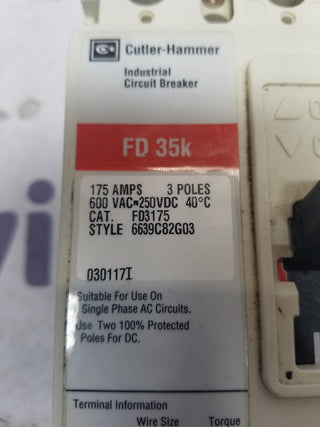 Cutler-Hammer
Industrial
Circuit Breaker
FD 35k
175 AMPS 3 POLES
600 VAC≂250VDC 40°C
CAT. FD3175
STYLE 6639C82G03
030117I
Suitable For Use On
Single Phase AC Circuits.
Use Two 100% Protected
Poles For DC.
Terminal Information
Wire Size Torque